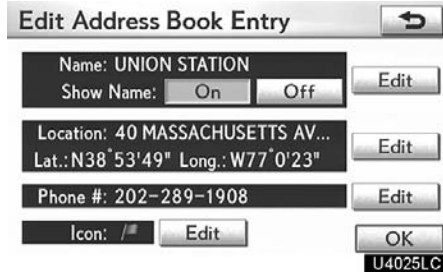 Edit Address Book Entry
Name: UNION STATION
Edit
Show Name: On Off
Location: 40 MASSACHUSETTS AV...
Edit
Lat.:N38°53'49" Long.:W77°0'23"
Phone #: 202-289-1908 Edit
Icon: Edit
OK
U4025LC